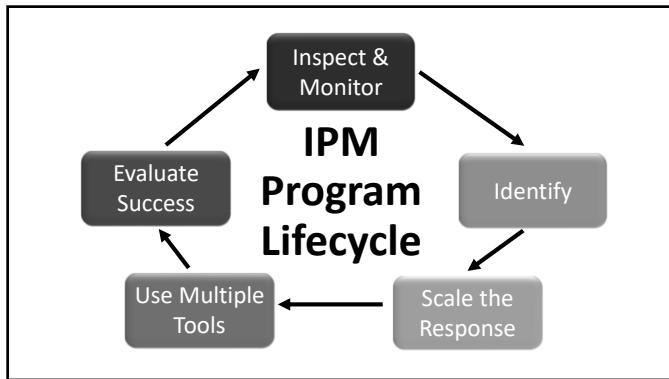 Inspect &
Monitor
IPM
Program
Lifecycle
Identify
Scale the
Response
Use Multiple
Tools
Evaluate
Success